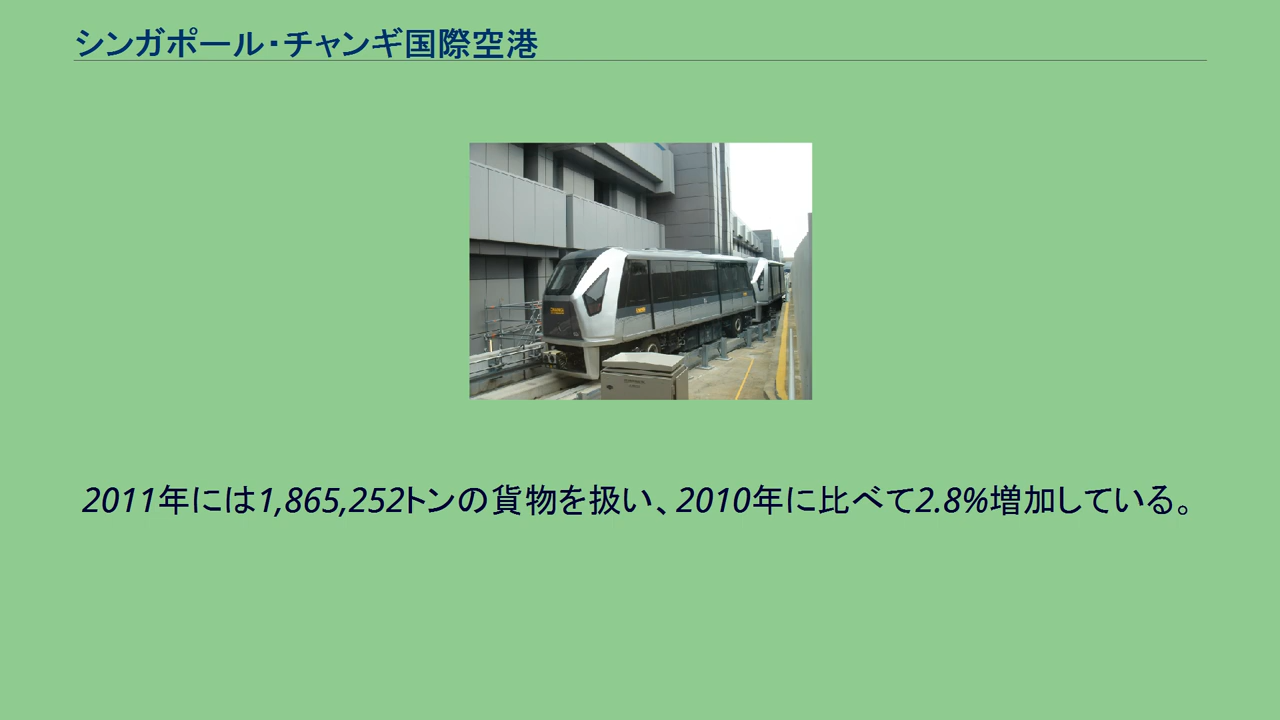 シンガポール・チャンギ国際空港
2011年には1,865,252トンの貨物を扱い、2010年に比べて2.8%増加している。